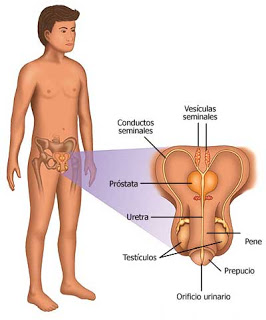 Conductos
seminales
Vesículas
seminales
Próstata
Uretra
Pene
Testículos
Prepucio
Orificio urinario